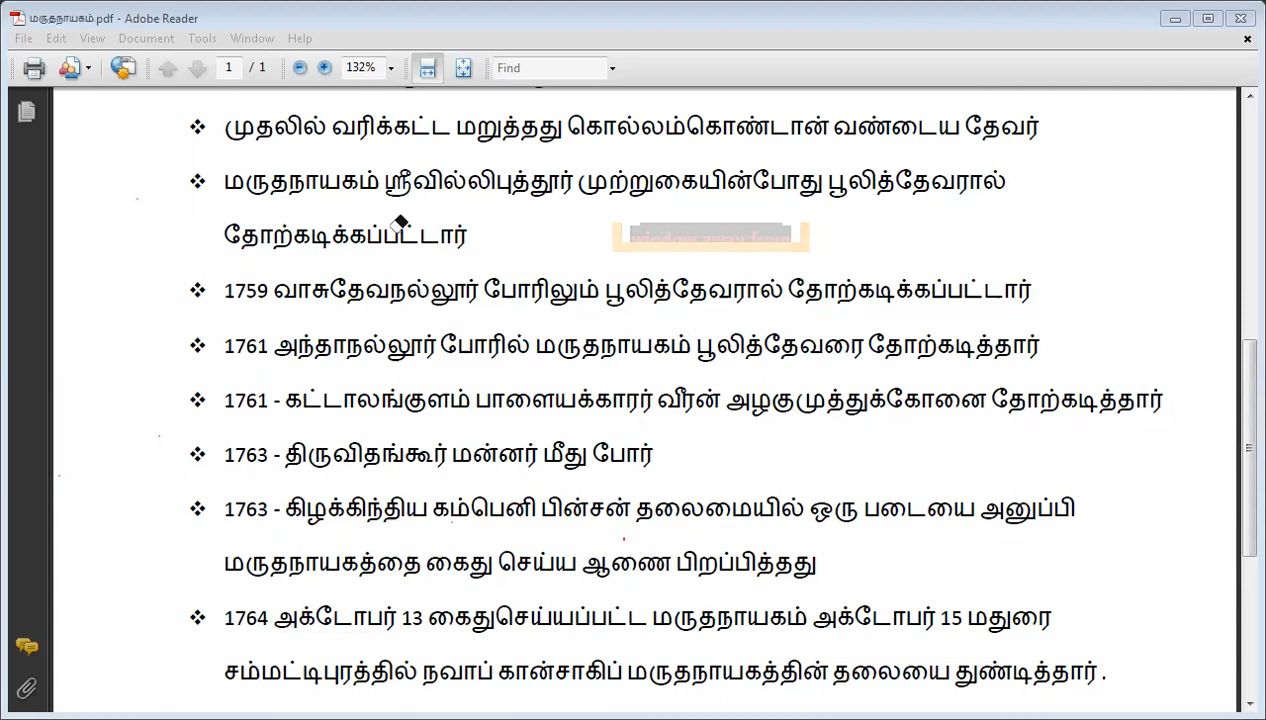 மருதநாயகம்.pdf - Adobe Reader
File Edit View Document Tools Window Help
1 / 1 132% Find
❖ முதலில் வரிக்கட்ட மறுத்தது கொல்லம்கொண்டான் வண்டைய தேவர்
❖ மருதநாயகம் ஸ்ரீவில்லிபுத்தூர் முற்றுகையின்போது பூலித்தேவரால்
தோற்கடிக்கப்பட்டார்
❖ 1759 வாசுதேவநல்லூர் போரிலும் பூலித்தேவரால் தோற்கடிக்கப்பட்டார்
❖ 1761 அந்தாநல்லூர் போரில் மருதநாயகம் பூலித்தேவரை தோற்கடித்தார்
❖ 1761 - கட்டாலங்குளம் பாளையக்காரர் வீரன் அழகுமுத்துக்கோனை தோற்கடித்தார்
❖ 1763 - திருவிதங்கூர் மன்னர் மீது போர்
❖ 1763 - கிழக்கிந்திய கம்பெனி பின்சன் தலைமையில் ஒரு படையை அனுப்பி
மருதநாயகத்தை கைது செய்ய ஆணை பிறப்பித்தது
❖ 1764 அக்டோபர் 13 கைதுசெய்யப்பட்ட மருதநாயகம் அக்டோபர் 15 மதுரை
சம்மட்டிபுரத்தில் நவாப் கான்சாகிப் மருதநாயகத்தின் தலையை துண்டித்தார் .